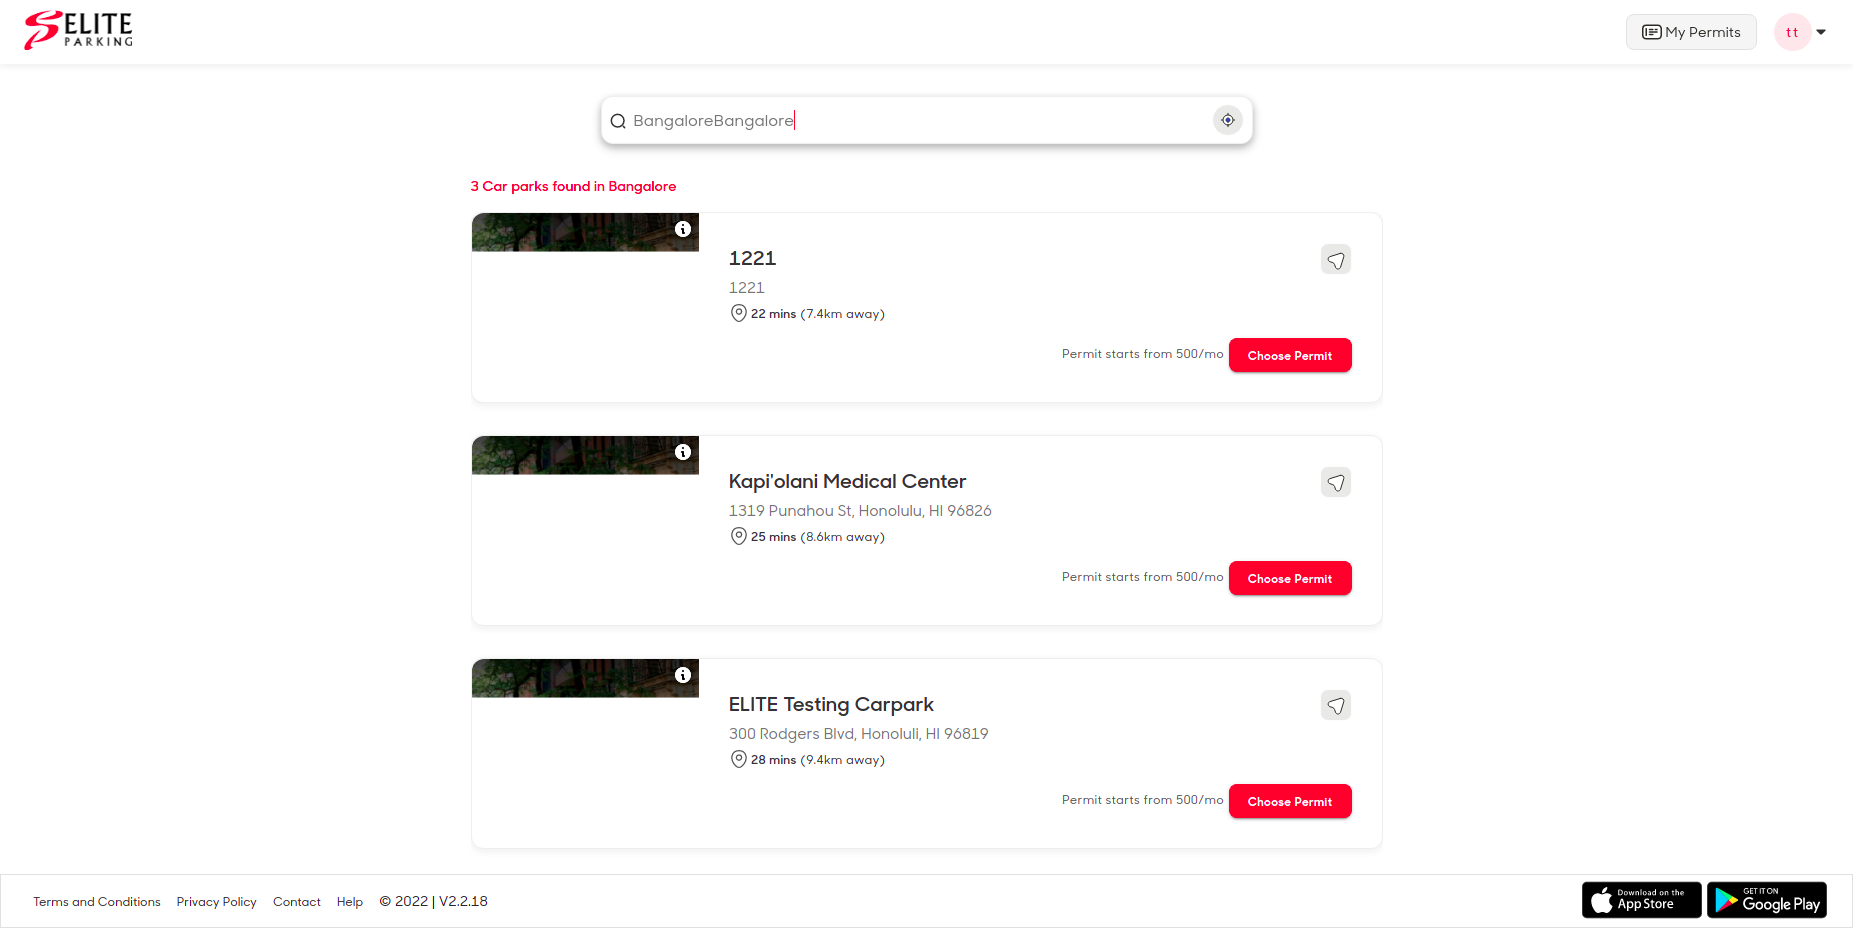 ELITE
PARKING
My Permits
tt
BangaloreBangalore
3 Car parks found in Bangalore
1221
1221
22 mins (7.4km away)
Permit starts from 500/mo
Choose Permit
Kapi'olani Medical Center
1319 Punahou St, Honolulu, HI 96826
25 mins (8.6km away)
Permit starts from 500/mo
Choose Permit
ELITE Testing Carpark
300 Rodgers Blvd, Honoluli, HI 96819
28 mins (9.4km away)
Permit starts from 500/mo
Choose Permit
Terms and Conditions Privacy Policy Contact Help © 2022 | V2.2.18
Download on the
App Store
GET IT ON
Google Play